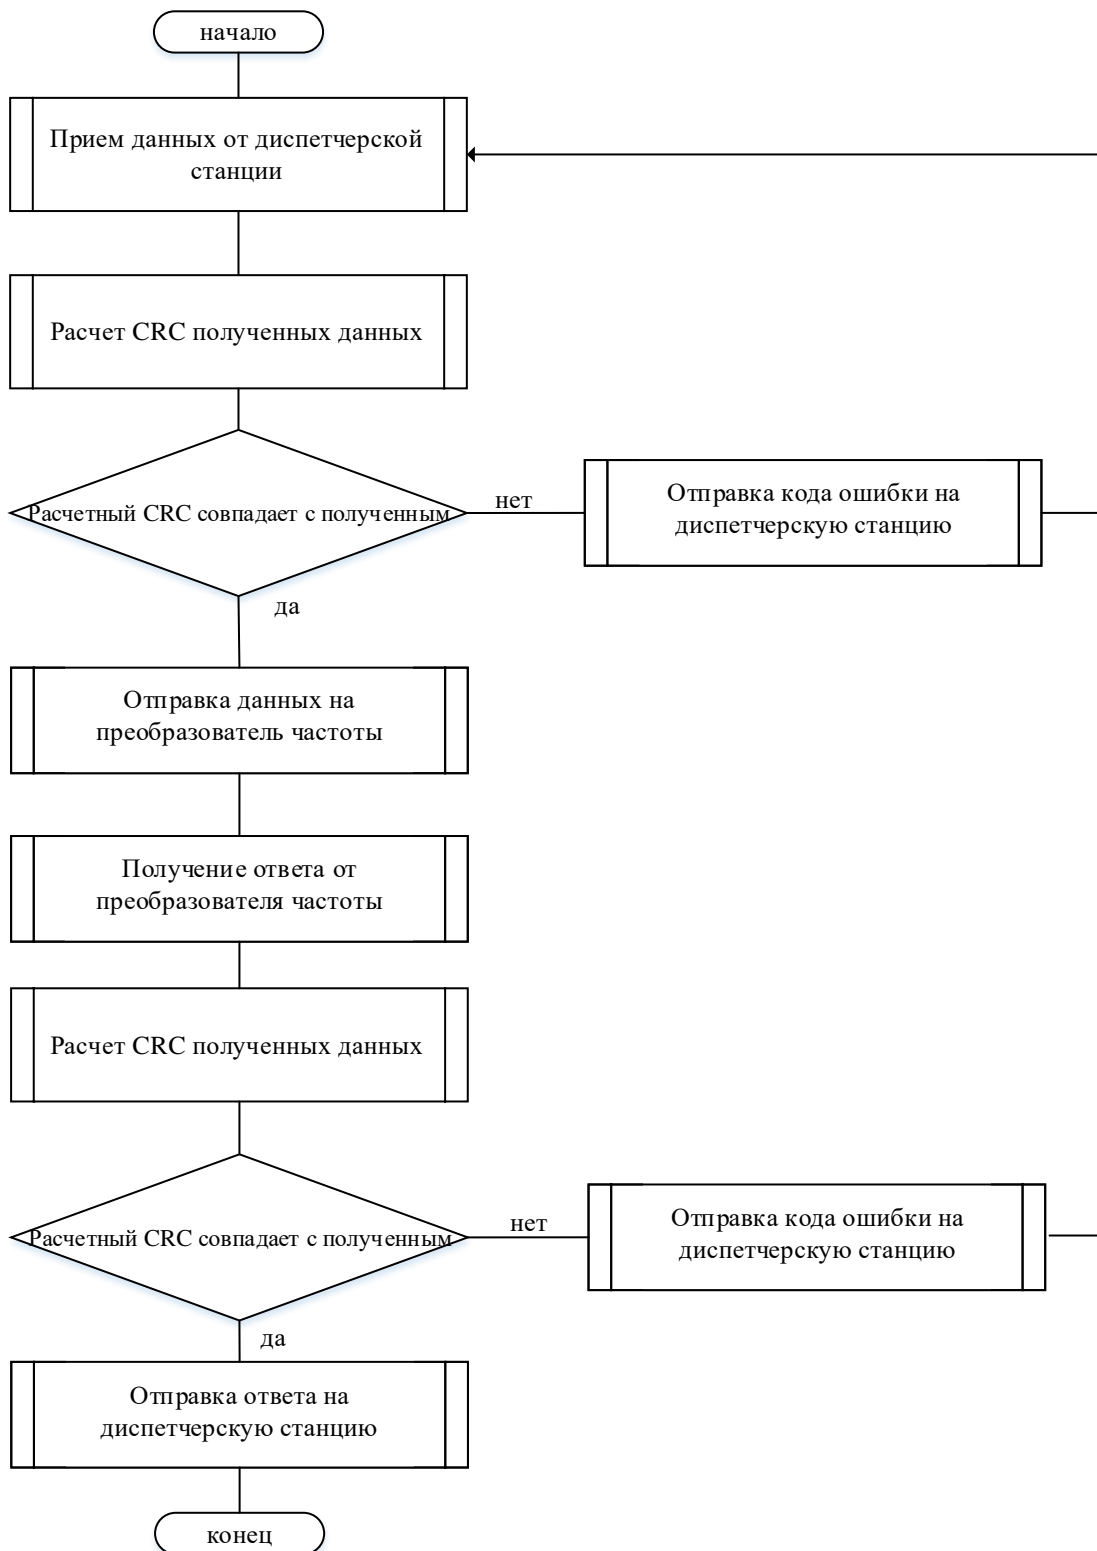 начало
Прием данных от диспетчерской
станции
Расчет CRC полученных данных
Расчетный CRC совпадает с полученным
нет
Отправка кода ошибки на
диспетчерскую станцию
да
Отправка данных на
преобразователь частоты
Получение ответа от
преобразователя частоты
Расчет CRC полученных данных
Расчетный CRC совпадает с полученным
нет
Отправка кода ошибки на
диспетчерскую станцию
да
Отправка ответа на
диспетчерскую станцию
конец